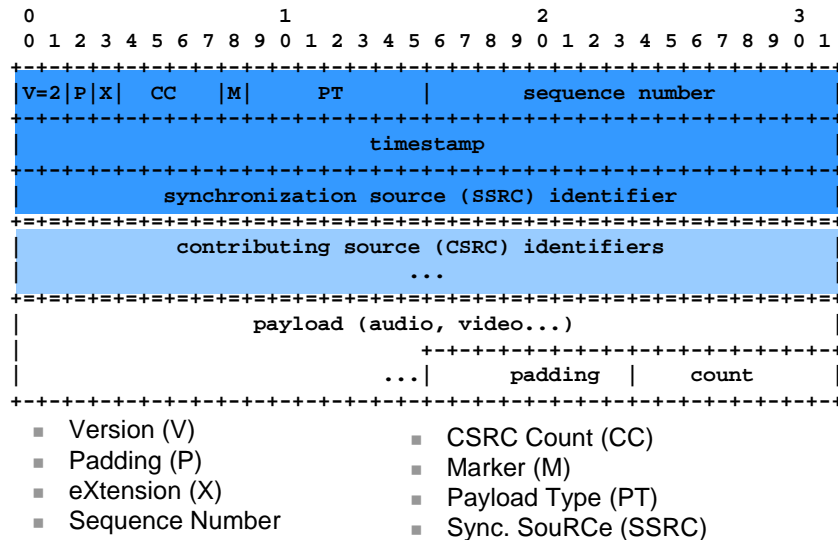 0                   1                   2                   3
0 1 2 3 4 5 6 7 8 9 0 1 2 3 4 5 6 7 8 9 0 1 2 3 4 5 6 7 8 9 0 1
+-+-+-+-+-+-+-+-+-+-+-+-+-+-+-+-+-+-+-+-+-+-+-+-+-+-+-+-+-+-+-+-+
|V=2|P|X|  CC   |M|     PT      |       sequence number         |
+-+-+-+-+-+-+-+-+-+-+-+-+-+-+-+-+-+-+-+-+-+-+-+-+-+-+-+-+-+-+-+-+
|                           timestamp                           |
+-+-+-+-+-+-+-+-+-+-+-+-+-+-+-+-+-+-+-+-+-+-+-+-+-+-+-+-+-+-+-+-+
|           synchronization source (SSRC) identifier            |
+=+=+=+=+=+=+=+=+=+=+=+=+=+=+=+=+=+=+=+=+=+=+=+=+=+=+=+=+=+=+=+=+
|            contributing source (CSRC) identifiers             |
|                              ...                              |
+=+=+=+=+=+=+=+=+=+=+=+=+=+=+=+=+=+=+=+=+=+=+=+=+=+=+=+=+=+=+=+=+
|                  payload (audio, video...)                    |
|                               +-+-+-+-+-+-+-+-+-+-+-+-+-+-+-+-+
|                            ...|      padding  |     count     |
+-+-+-+-+-+-+-+-+-+-+-+-+-+-+-+-+-+-+-+-+-+-+-+-+-+-+-+-+-+-+-+-+
▪ Version (V)
▪ Padding (P)
▪ eXtension (X)
▪ Sequence Number
▪ CSRC Count (CC)
▪ Marker (M)
▪ Payload Type (PT)
▪ Sync. SouRCe (SSRC)